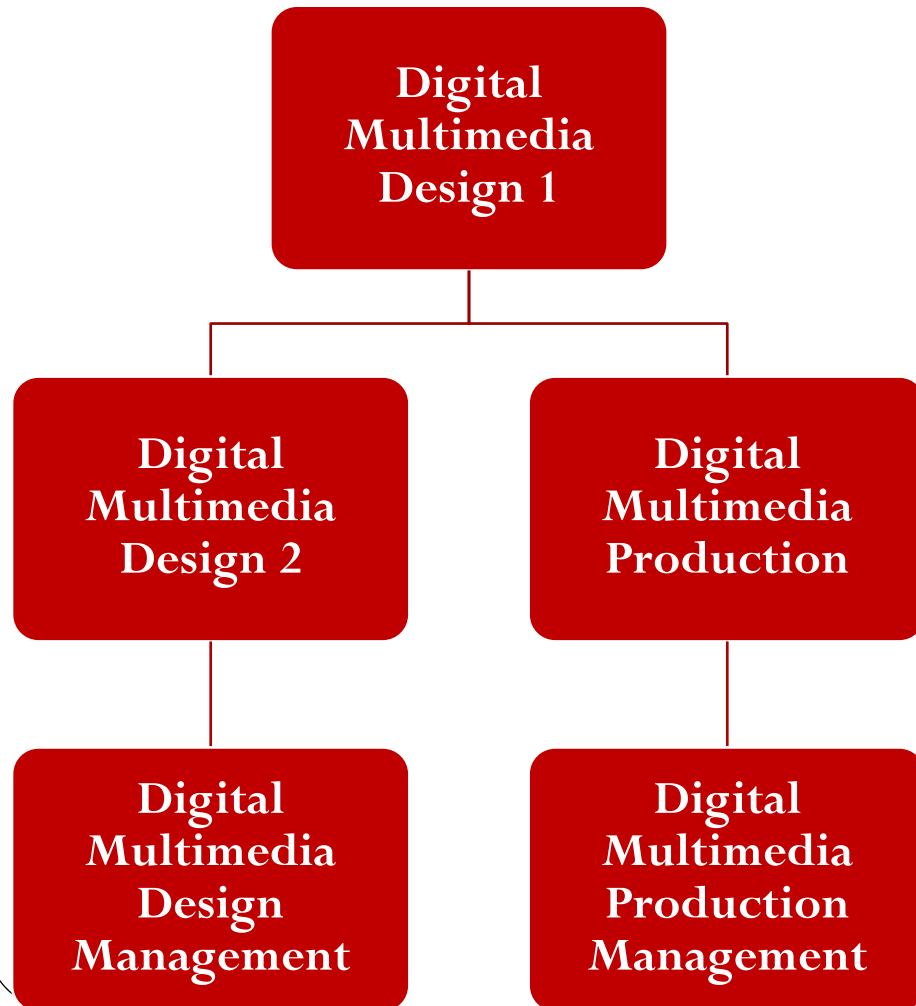 Digital
Multimedia
Design 1
Digital
Multimedia
Design 2
Digital
Multimedia
Production
Digital
Multimedia
Design
Management
Digital
Multimedia
Production
Management